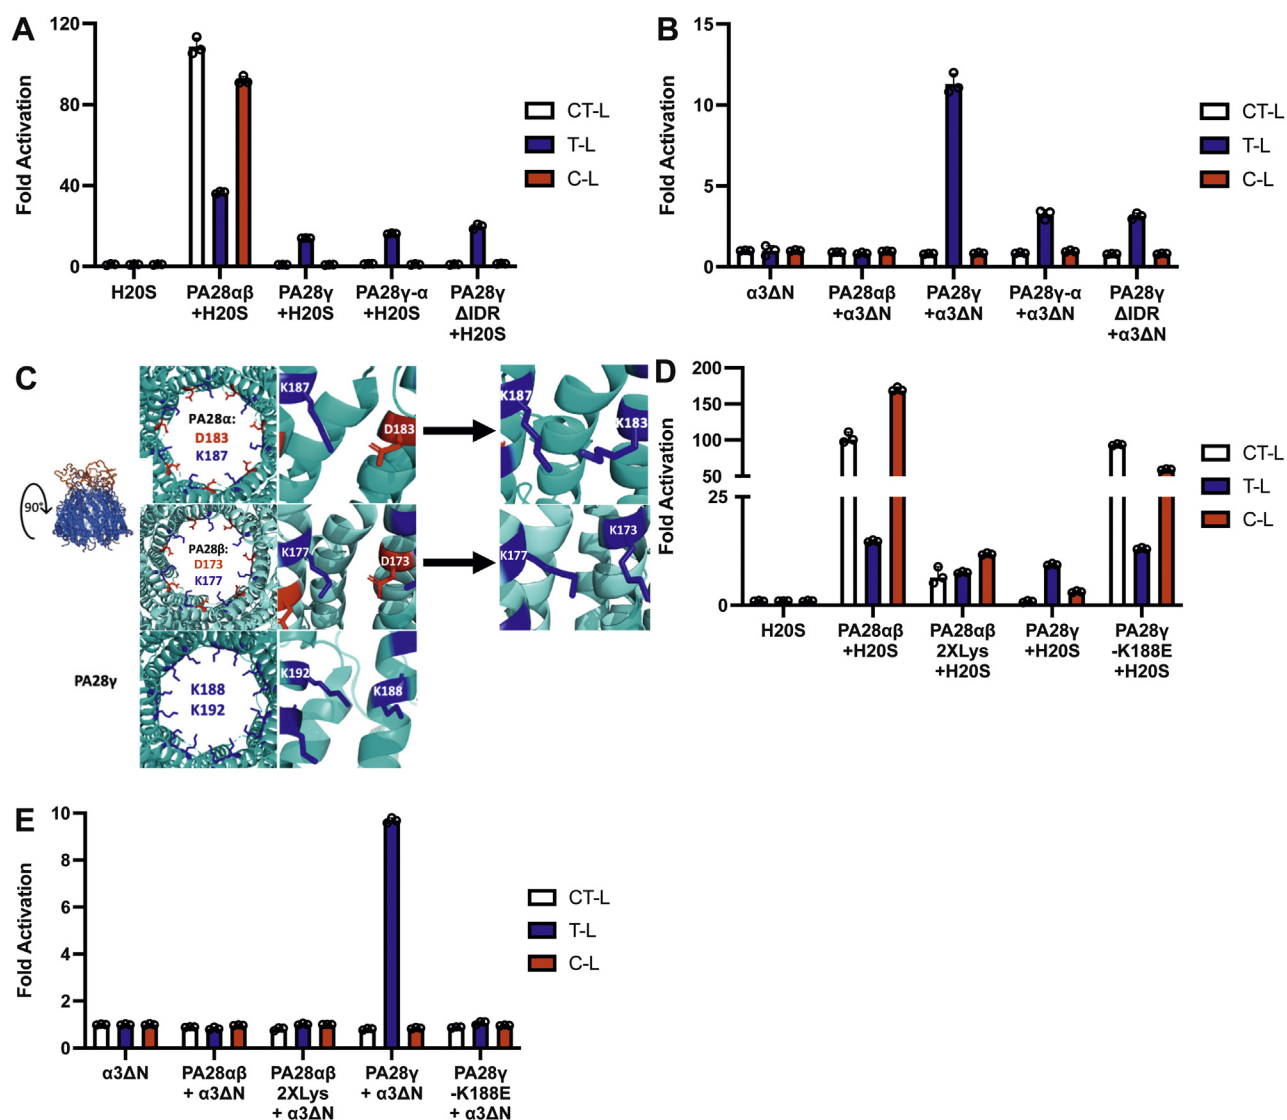 A
Fold Activation
120
80
40
0
H20S
PA28αβ
+H20S
PA28γ
+H20S
PA28γ-α
+H20S
PA28γ
ΔIDR
+H20S
CT-L
T-L
C-L
B
Fold Activation
15
10
5
0
α3ΔN
PA28αβ
+α3ΔN
PA28γ
+α3ΔN
PA28γ-α
+α3ΔN
PA28γ
ΔIDR
+α3ΔN
CT-L
T-L
C-L
C
90°
PA28α:
D183
K187
K187
D183
K187
K183
PA28β:
D173
K177
K177
D173
K177
K173
PA28γ
K188
K192
K192
K188
D
Fold Activation
200
150
100
50
25
0
H20S
PA28αβ
+H20S
PA28αβ
2XLys
+H20S
PA28γ
+H20S
PA28γ
-K188E
+H20S
CT-L
T-L
C-L
E
Fold Activation
10
8
6
4
2
0
α3ΔN
PA28αβ
+ α3ΔN
PA28αβ
2XLys
+ α3ΔN
PA28γ
+ α3ΔN
PA28γ
-K188E
+ α3ΔN
CT-L
T-L
C-L